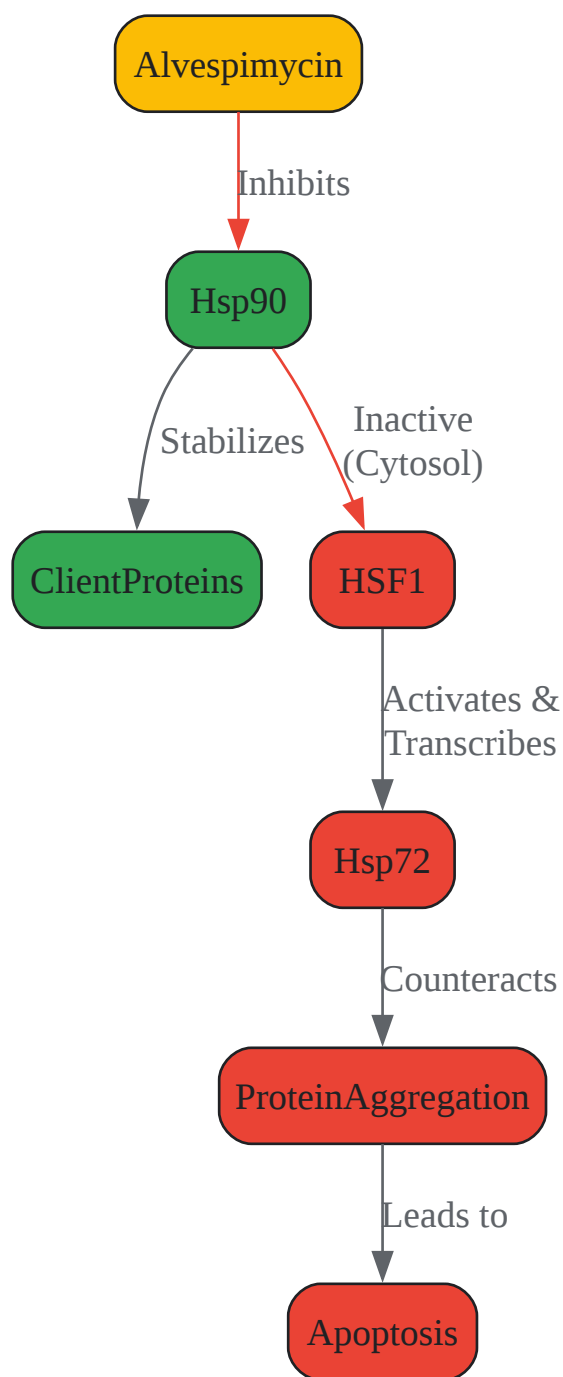 Alvespimycin
Inhibits
Hsp90
Stabilizes
Inactive
(Cytosol)
ClientProteins
HSF1
Activates &
Transcribes
Hsp72
Counteracts
ProteinAggregation
Leads to
Apoptosis